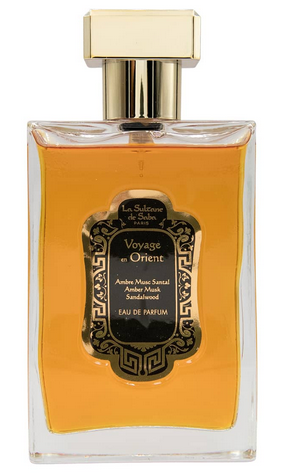 La Sultane
de Saba
PARIS
Voyage
en Orient
Ambre Musc Santal
Amber Musk
Sandalwood
EAU DE PARFUM